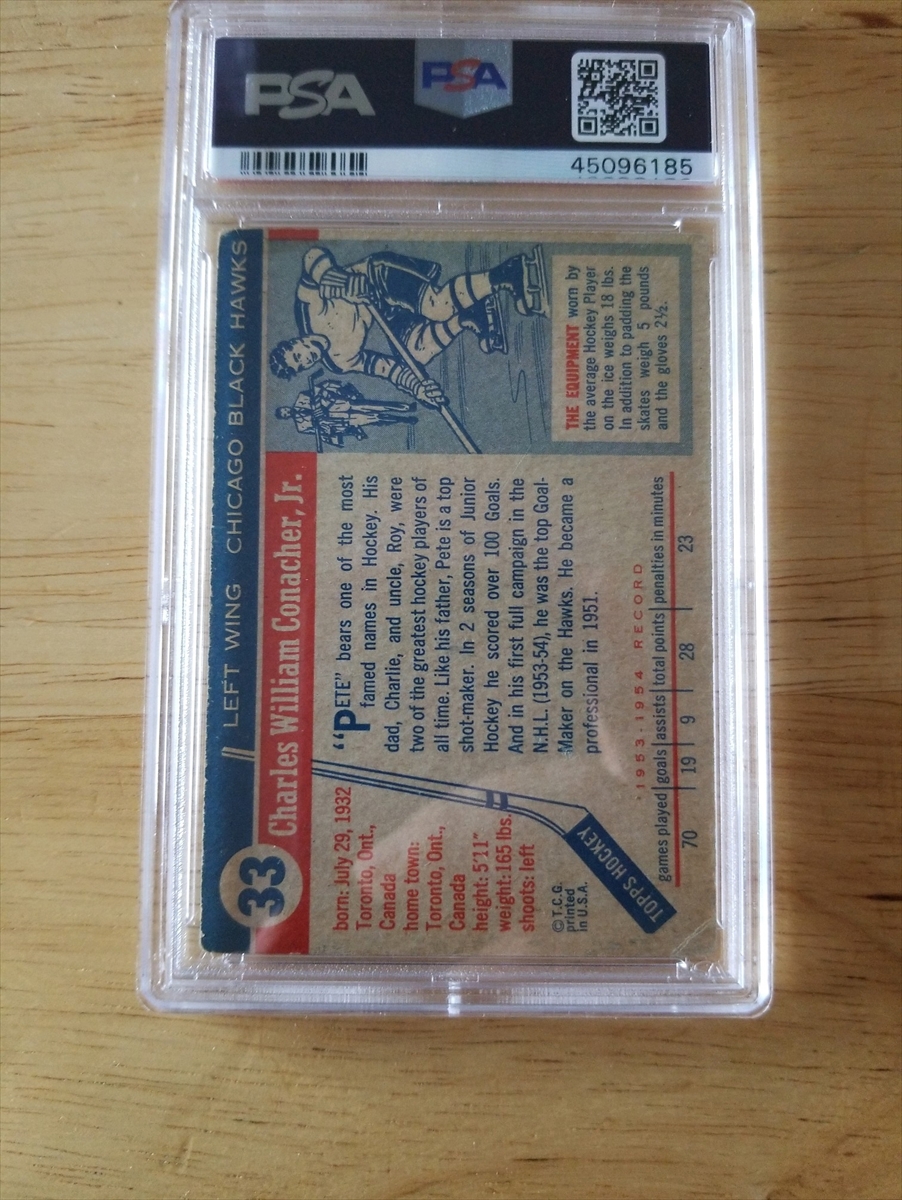 PSA
PSA
45096185
33
LEFT WING CHICAGO BLACK HAWKS
Charles William Conacher, Jr.
born: July 29, 1932
Toronto, Ont.,
Canada
home town:
Toronto, Ont.,
Canada
height: 5'11"
weight: 165 lbs.
shoots: left
© T.C.G.
printed
in U.S.A.
TOPPS HOCKEY
"PETE" bears one of the most
famed names in Hockey. His
dad, Charlie, and uncle, Roy, were
two of the greatest hockey players of
all time. Like his father, Pete is a top
shot-maker. In 2 seasons of Junior
Hockey he scored over 100 Goals.
And in his first full campaign in the
N.H.L. (1953-54), he was the top Goal-
Maker on the Hawks. He became a
professional in 1951.
1953-1954 RECORD
games played goals assists total points penalties in minutes
70 19 9 28 23
THE EQUIPMENT worn by
the average Hockey Player
on the ice weighs 18 lbs.
In addition to padding the
skates weigh 5 pounds
and the gloves 2½.